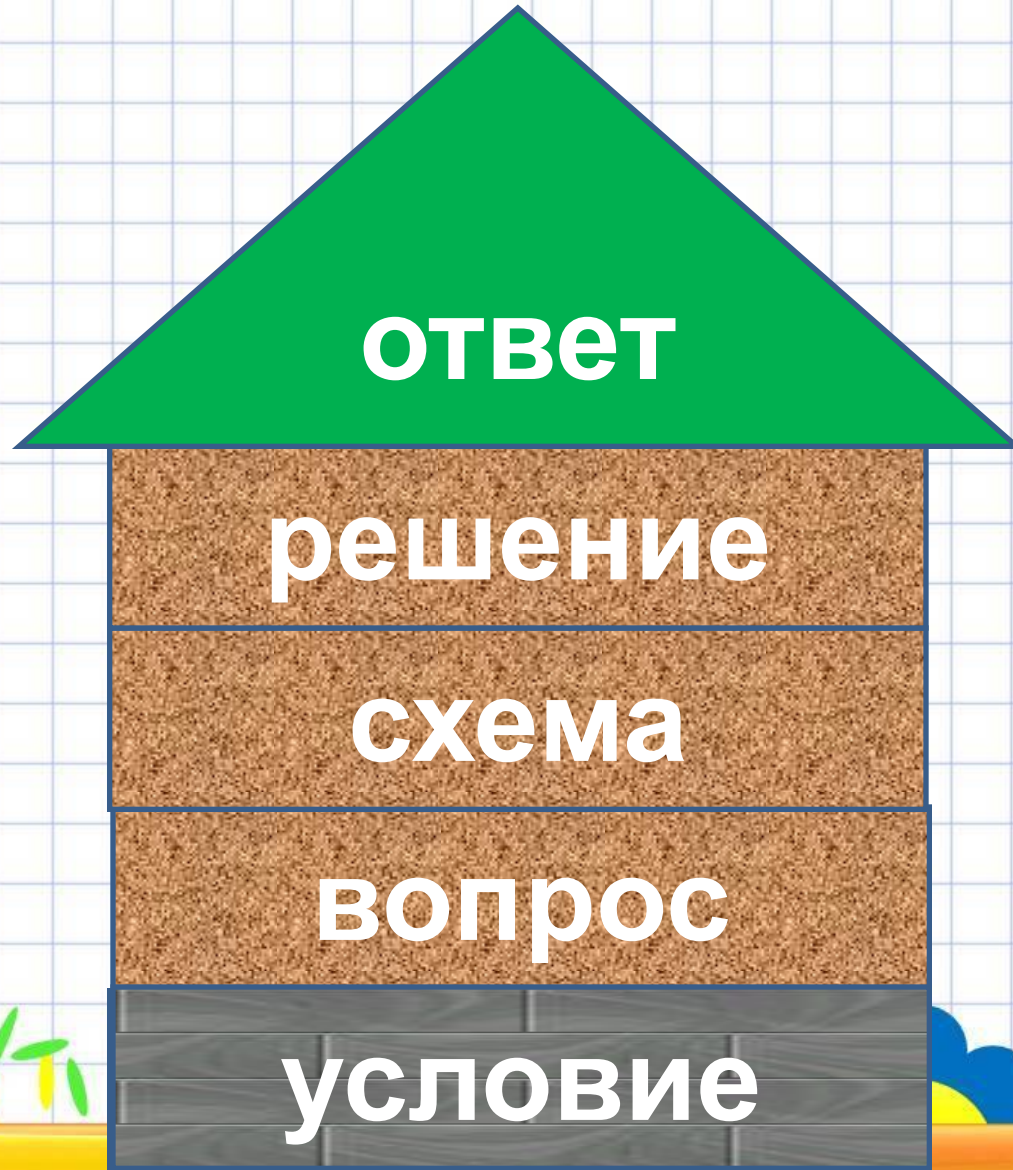 ответ
решение
схема
вопрос
условие